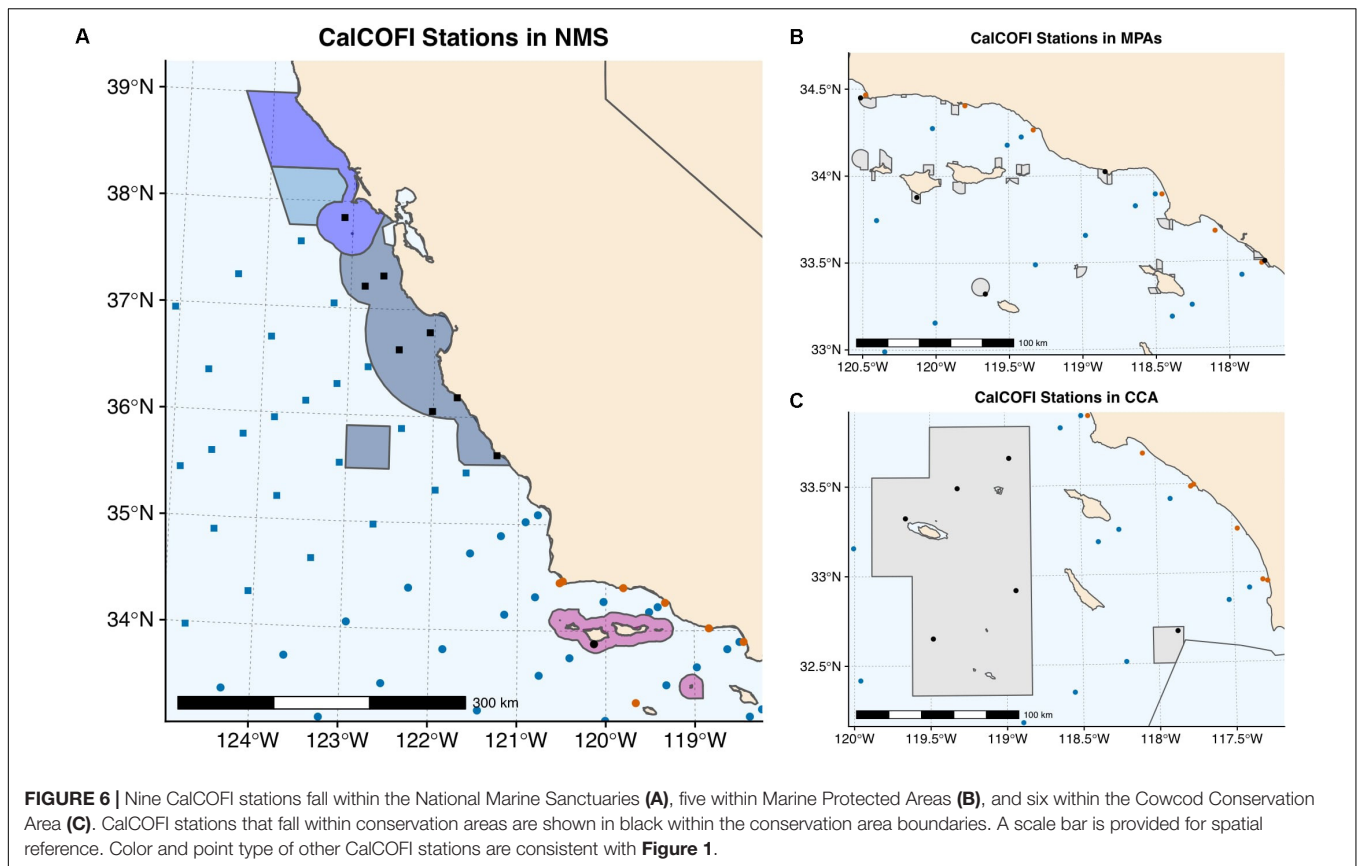 A
CalCOFI Stations in NMS
39°N
38°N
37°N
36°N
35°N
34°N
300 km
124°W 123°W 122°W 121°W 120°W 119°W
B
CalCOFI Stations in MPAs
34.5°N
34°N
33.5°N
33°N
100 km
120.5°W 120°W 119.5°W 119°W 118.5°W 118°W
C
CalCOFI Stations in CCA
33.5°N
33°N
32.5°N
100 km
120°W 119.5°W 119°W 118.5°W 118°W 117.5°W
FIGURE 6 | Nine CalCOFI stations fall within the National Marine Sanctuaries (A), five within Marine Protected Areas (B), and six within the Cowcod Conservation
Area (C). CalCOFI stations that fall within conservation areas are shown in black within the conservation area boundaries. A scale bar is provided for spatial
reference. Color and point type of other CalCOFI stations are consistent with Figure 1.